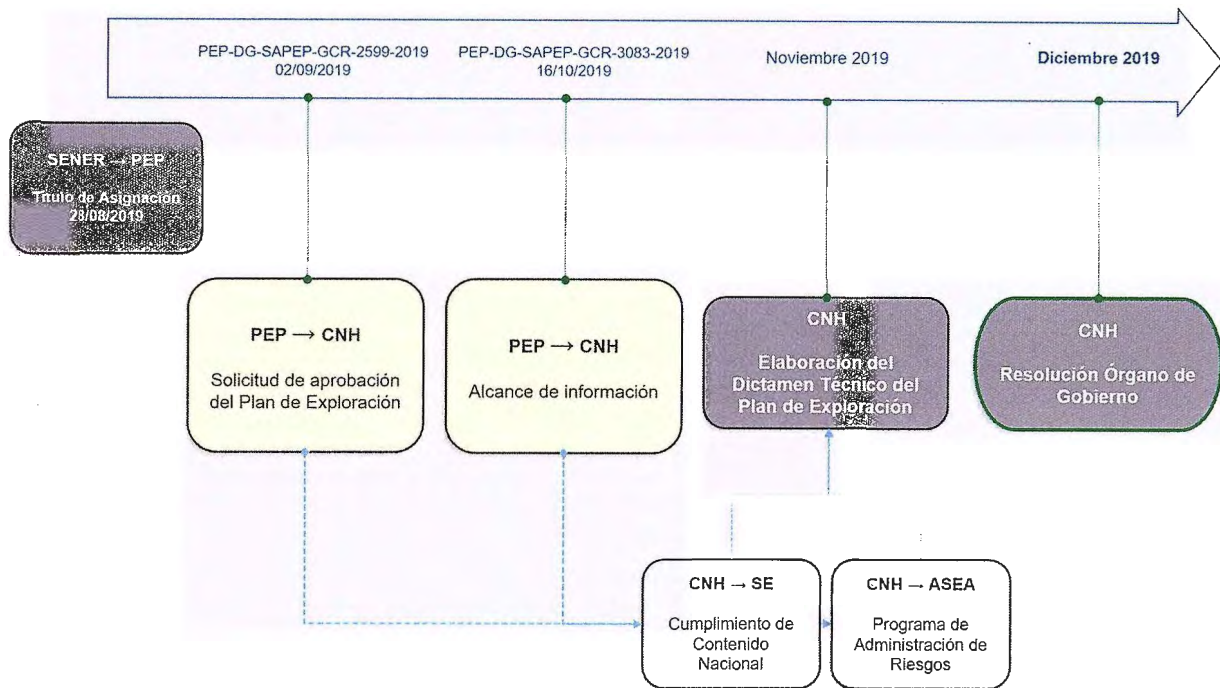 PEP-DG-SAPEP-GCR-2599-2019
02/09/2019
PEP-DG-SAPEP-GCR-3083-2019
16/10/2019
Noviembre 2019
Diciembre 2019
SENER → PEP
Título de Asignación
28/08/2019
PEP → CNH
Solicitud de aprobación
del Plan de Exploración
PEP → CNH
Alcance de información
CNH
Elaboración del
Dictamen Técnico del
Plan de Exploración
CNH
Resolución Órgano de
Gobierno
CNH → SE
Cumplimiento de
Contenido
Nacional
CNH → ASEA
Programa de
Administración de
Riesgos